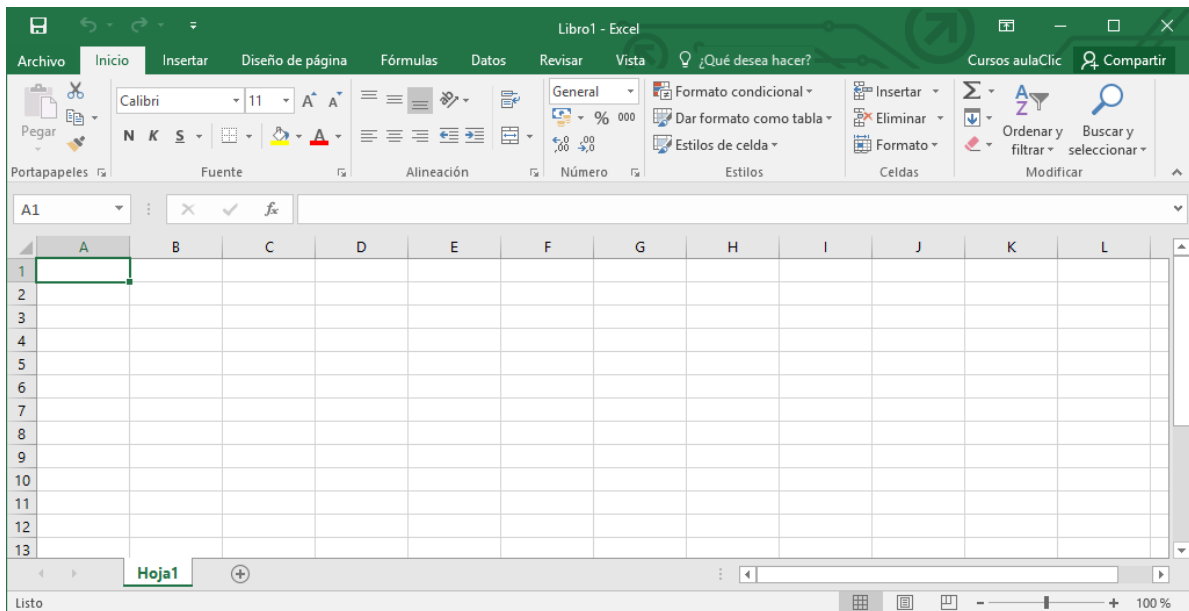 Libro1 - Excel
Archivo Inicio Insertar Diseño de página Fórmulas Datos Revisar Vista ¿Qué desea hacer? Cursos aulaClic Compartir
Pegar
Portapapeles
Calibri 11 A A
N K S A
Fuente
Alineación
General
% 000
,00 ,0
Número
Formato condicional
Dar formato como tabla
Estilos de celda
Estilos
Insertar
Eliminar
Formato
Celdas
Σ
A
Z
Ordenar y
filtrar
Buscar y
seleccionar
Modificar
A1 fx
A B C D E F G H I J K L
1
2
3
4
5
6
7
8
9
10
11
12
13
Hoja1
Listo 100 %